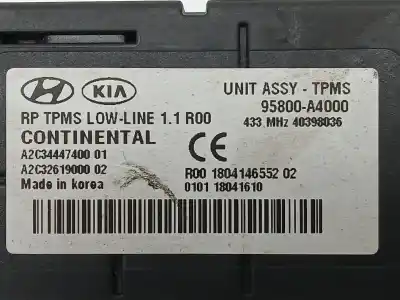 KIA
UNIT ASSY - TPMS
RP TPMS LOW-LINE 1.1 R00
95800-A4000
CONTINENTAL
433 MHz 40398036
A2C34447400 01
CE
A2C32619000 02
R00 1804146552 02
Made in korea
0101 18041610